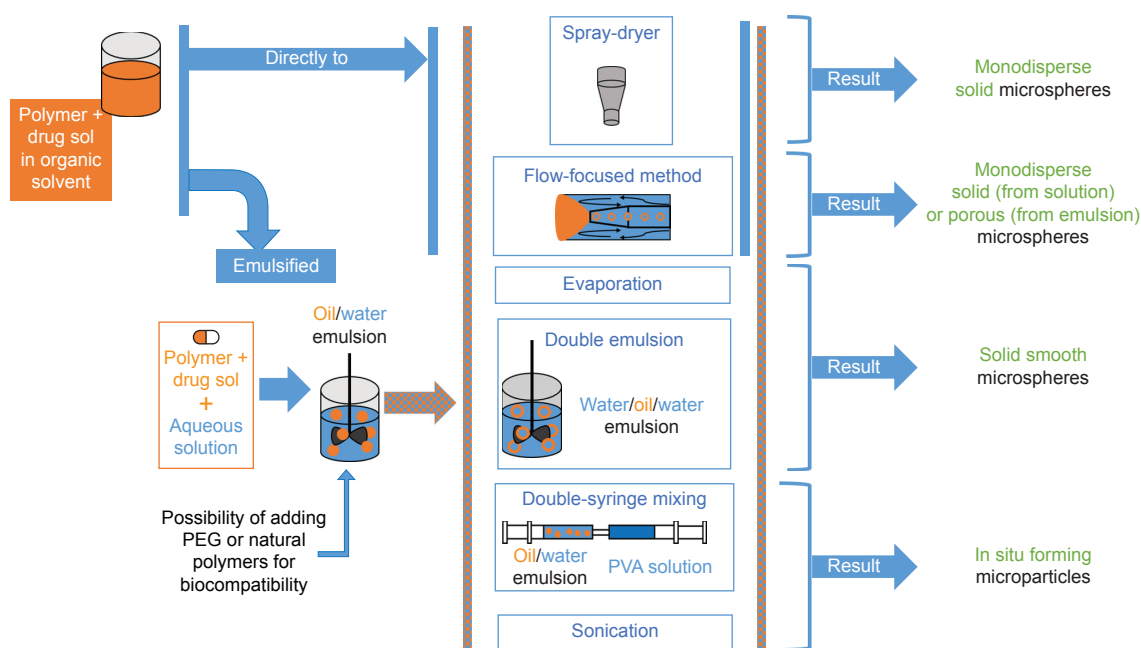 Polymer +
drug sol
in organic
solvent
Directly to
Emulsified
Oil/water
emulsion
Polymer +
drug sol
+
Aqueous
solution
Possibility of adding
PEG or natural
polymers for
biocompatibility
Spray-dryer
Flow-focused method
Evaporation
Double emulsion
Water/oil/water
emulsion
Double-syringe mixing
Oil/water
emulsion
PVA solution
Sonication
Result
Monodisperse
solid microspheres
Result
Monodisperse
solid (from solution)
or porous (from emulsion)
microspheres
Result
Solid smooth
microspheres
Result
In situ forming
microparticles